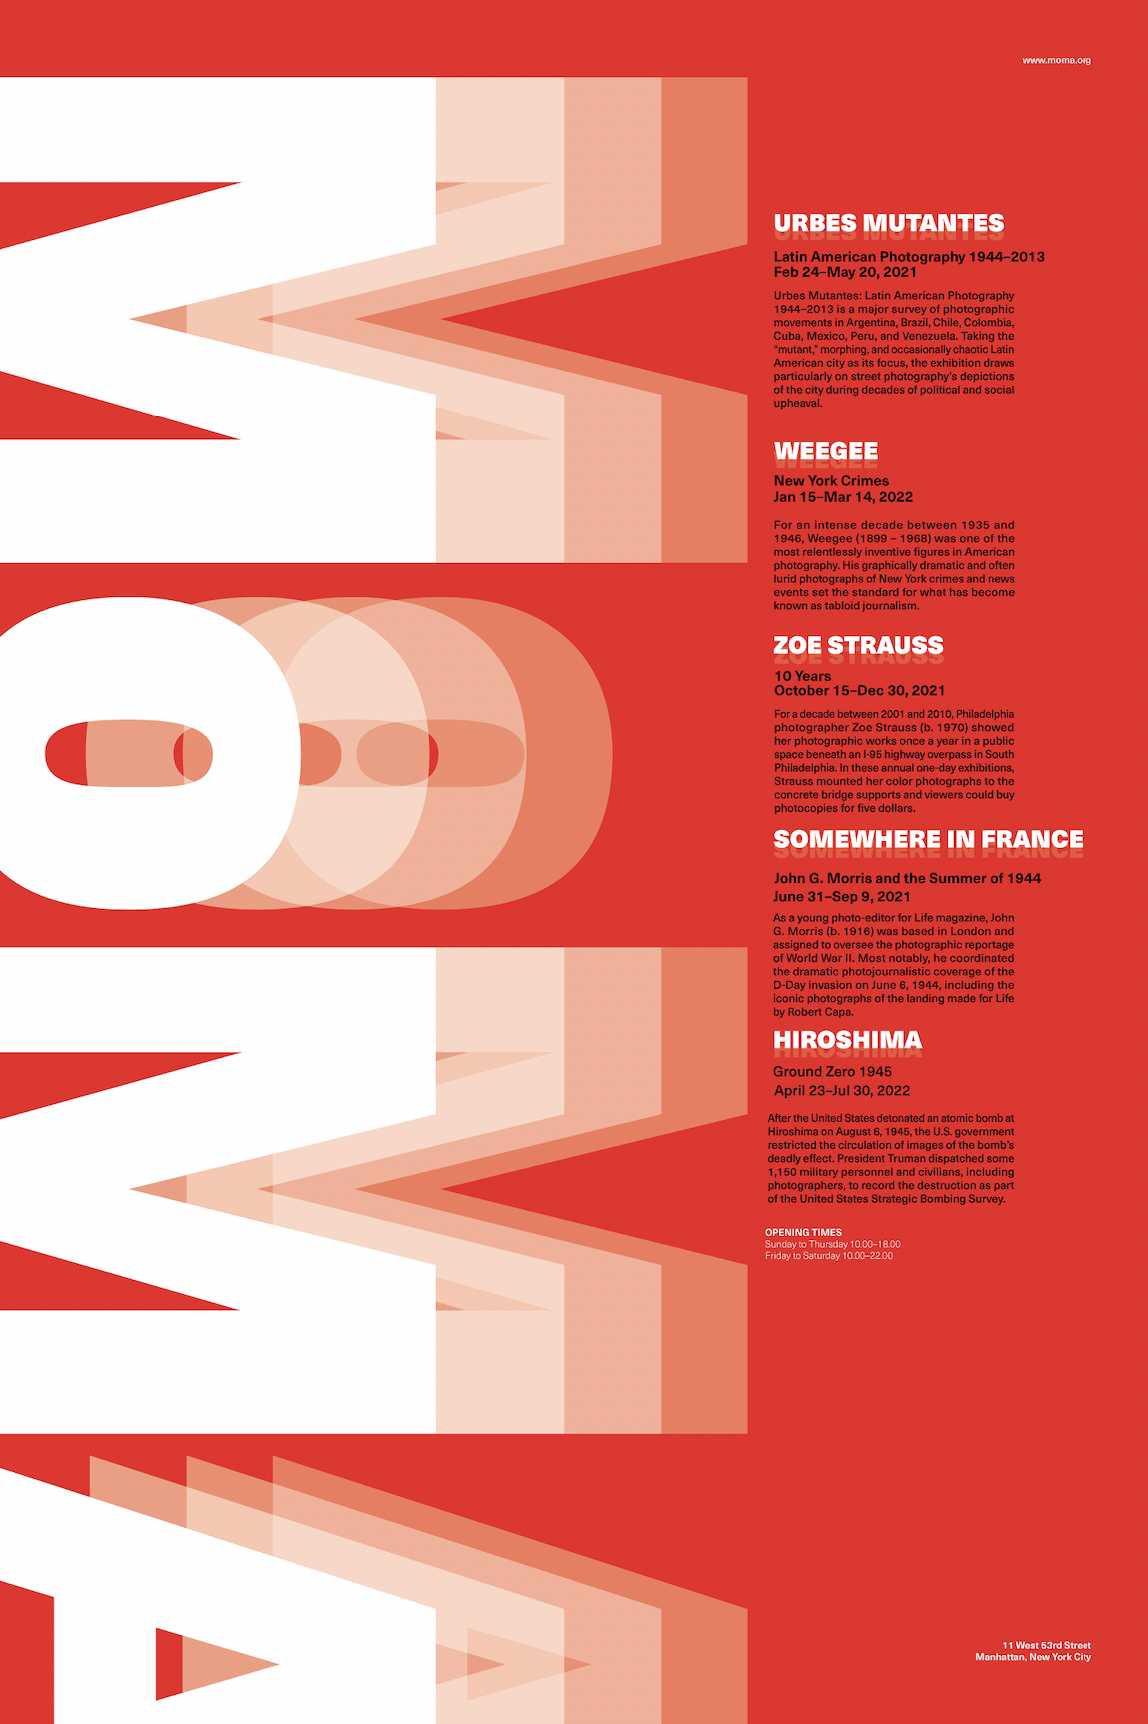 www.moma.org
MOMA
URBES MUTANTES
Latin American Photography 1944–2013
Feb 24–May 20, 2021
Urbes Mutantes: Latin American Photography
1944–2013 is a major survey of photographic
movements in Argentina, Brazil, Chile, Colombia,
Cuba, Mexico, Peru, and Venezuela. Taking the
“mutant,” morphing, and occasionally chaotic Latin
American city as its focus, the exhibition draws
particularly on street photography’s depictions
of the city during decades of political and social
upheaval.
WEEGEE
New York Crimes
Jan 15–Mar 14, 2022
For an intense decade between 1935 and
1946, Weegee (1899 – 1968) was one of the
most relentlessly inventive figures in American
photography. His graphically dramatic and often
lurid photographs of New York crimes and news
events set the standard for what has become
known as tabloid journalism.
ZOE STRAUSS
10 Years
October 15–Dec 30, 2021
For a decade between 2001 and 2010, Philadelphia
photographer Zoe Strauss (b. 1970) showed
her photographic works once a year in a public
space beneath an I-95 highway overpass in South
Philadelphia. In these annual one-day exhibitions,
Strauss mounted her color photographs to the
concrete bridge supports and viewers could buy
photocopies for five dollars.
SOMEWHERE IN FRANCE
John G. Morris and the Summer of 1944
June 31–Sep 9, 2021
As a young photo-editor for Life magazine, John
G. Morris (b. 1916) was based in London and
assigned to oversee the photographic reportage
of World War II. Most notably, he coordinated
the dramatic photojournalistic coverage of the
D-Day invasion on June 6, 1944, including the
iconic photographs of the landing made for Life
by Robert Capa.
HIROSHIMA
Ground Zero 1945
April 23–Jul 30, 2022
After the United States detonated an atomic bomb at
Hiroshima on August 6, 1945, the U.S. government
restricted the circulation of images of the bomb’s
deadly effect. President Truman dispatched some
1,150 military personnel and civilians, including
photographers, to record the destruction as part
of the United States Strategic Bombing Survey.
OPENING TIMES
Sunday to Thursday 10.00–18.00
Friday to Saturday 10.00–22.00
11 West 53rd Street
Manhattan, New York City